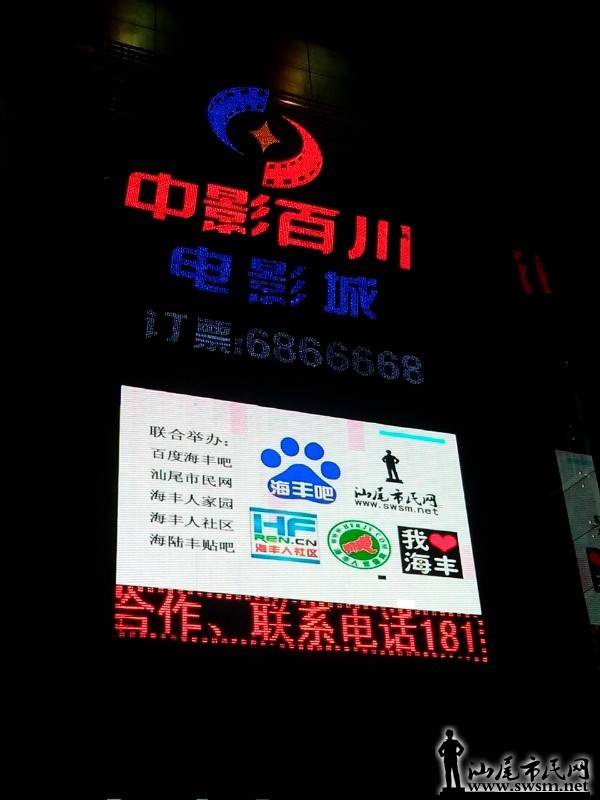 中影百川
电影城
订票:6866668
联合举办:
百度海丰吧
汕尾市民网
海丰人家园
海丰人社区
海陆丰贴吧
海丰吧
汕尾市民网
www.swsm.net
HF
REN.CN
海丰人社区
我
海丰
合作、联系电话181
汕尾市民网
www.swsm.net